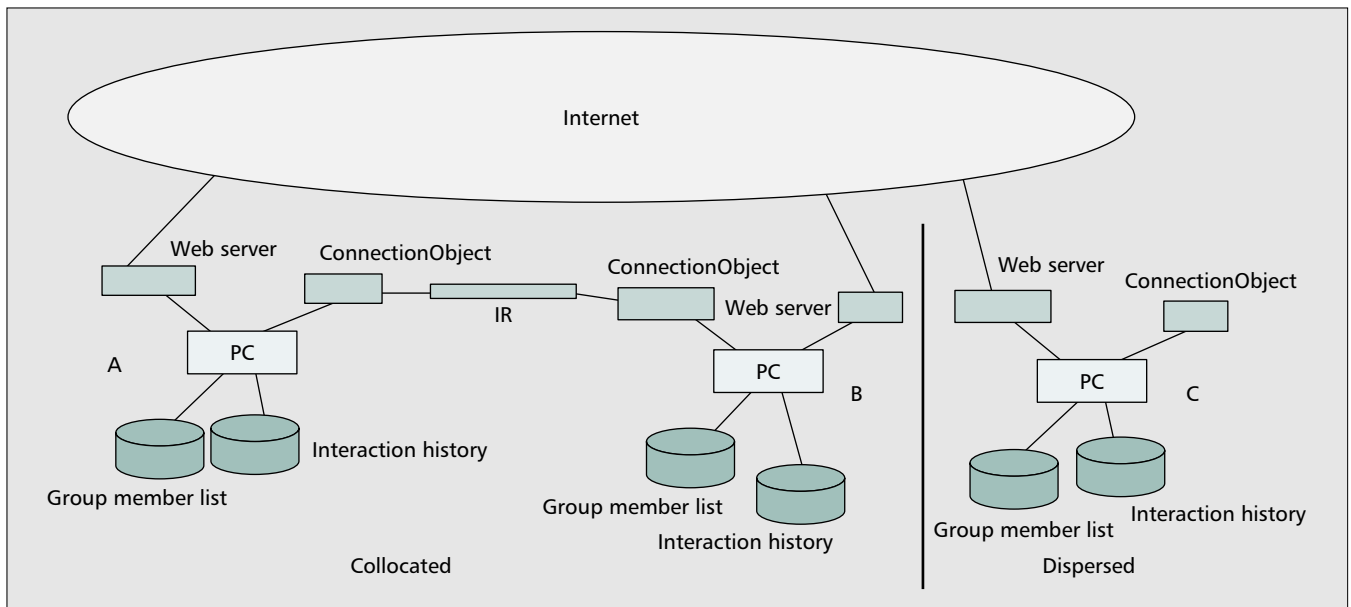 Internet
Web server
ConnectionObject
IR
ConnectionObject
Web server
Web server
ConnectionObject
PC
A
PC
B
PC
C
Interaction history
Group member list
Group member list
Interaction history
Group member list
Interaction history
Collocated
Dispersed